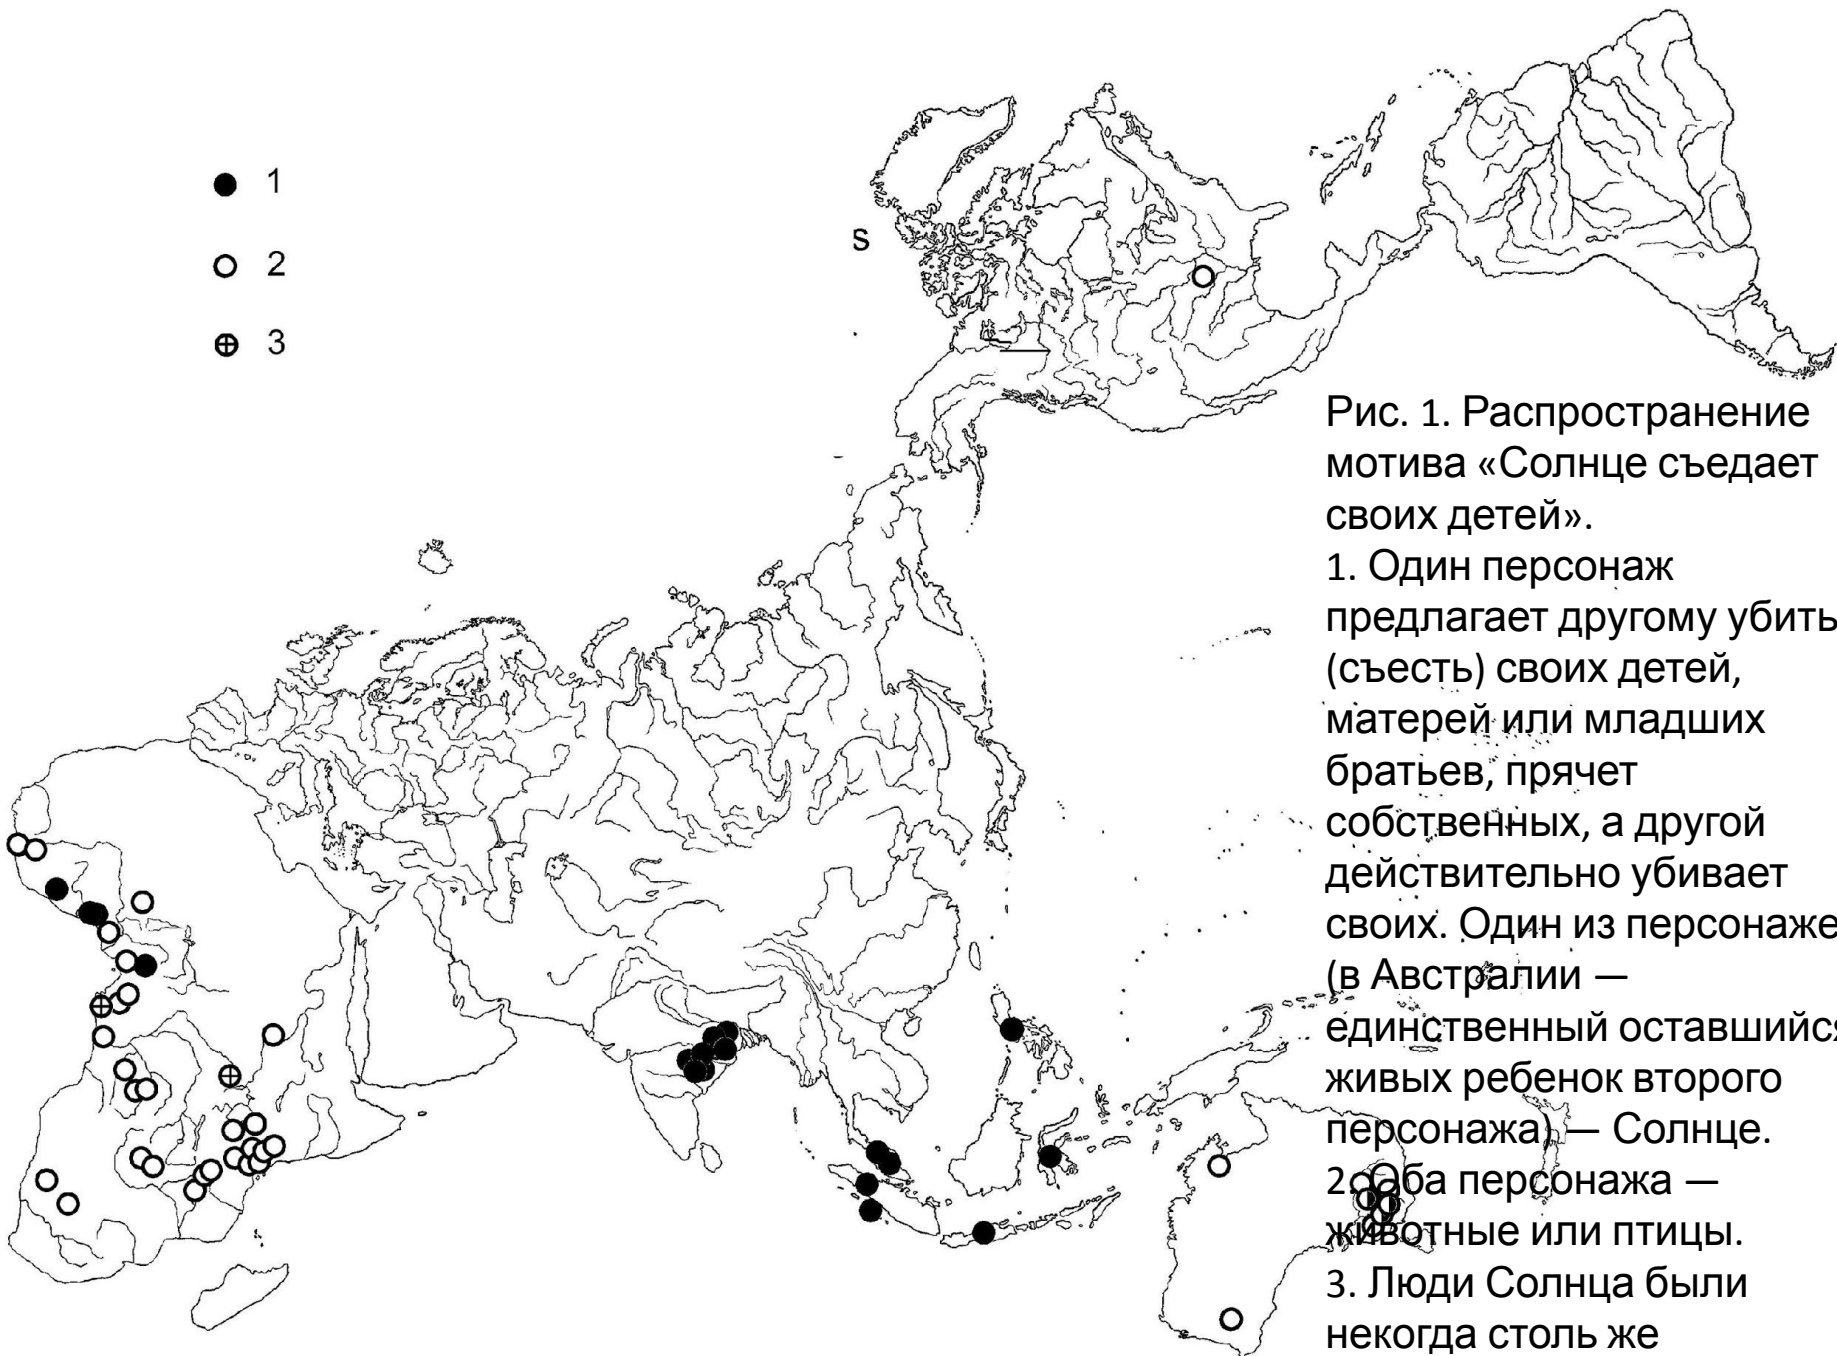 1
2
3
s
Рис. 1. Распространение
мотива «Солнце съедает
своих детей».
1. Один персонаж
предлагает другому убить
(съесть) своих детей,
матерей или младших
братьев, прячет
собственных, а другой
действительно убивает
своих. Один из персонаже
(в Австралии —
единственный оставшийся
живых ребенок второго
персонажа) — Солнце.
2. Оба персонажа —
животные или птицы.
3. Люди Солнца были
некогда столь же